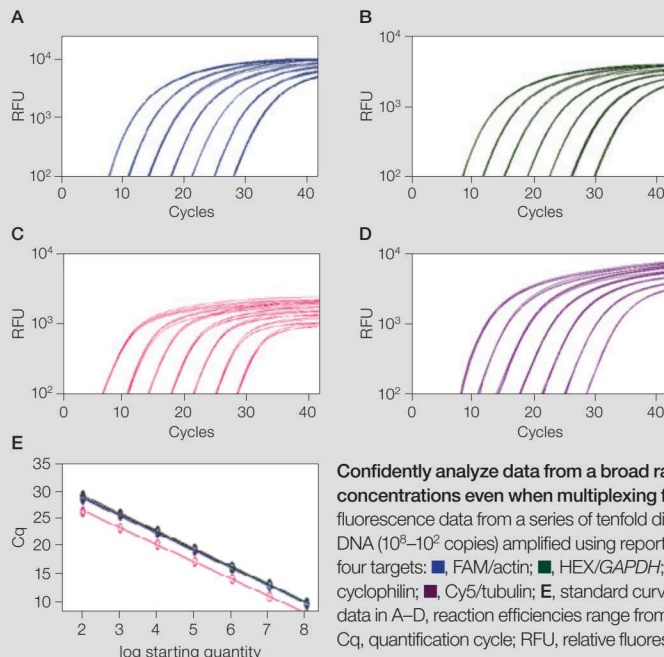 A
10⁴
10³
10²
RFU
0
10
20
30
40
Cycles
B
10⁴
10³
10²
RFU
0
10
20
30
40
Cycles
C
10⁴
10³
10²
RFU
0
10
20
30
40
Cycles
D
10⁴
10³
10²
RFU
0
10
20
30
40
Cycles
E
35
30
25
20
15
10
Cq
2 3 4 5 6 7 8
log starting quantity
Confidently analyze data from a broad
concentrations even when multiplexing
fluorescence data from a series of tenfold
DNA (10⁸–10² copies) amplified using
four targets: ■, FAM/actin; ■, HEX/GAPDH;
cyclophilin; ■, Cy5/tubulin; E, standard
data in A–D, reaction efficiencies range from
Cq, quantification cycle; RFU, relative